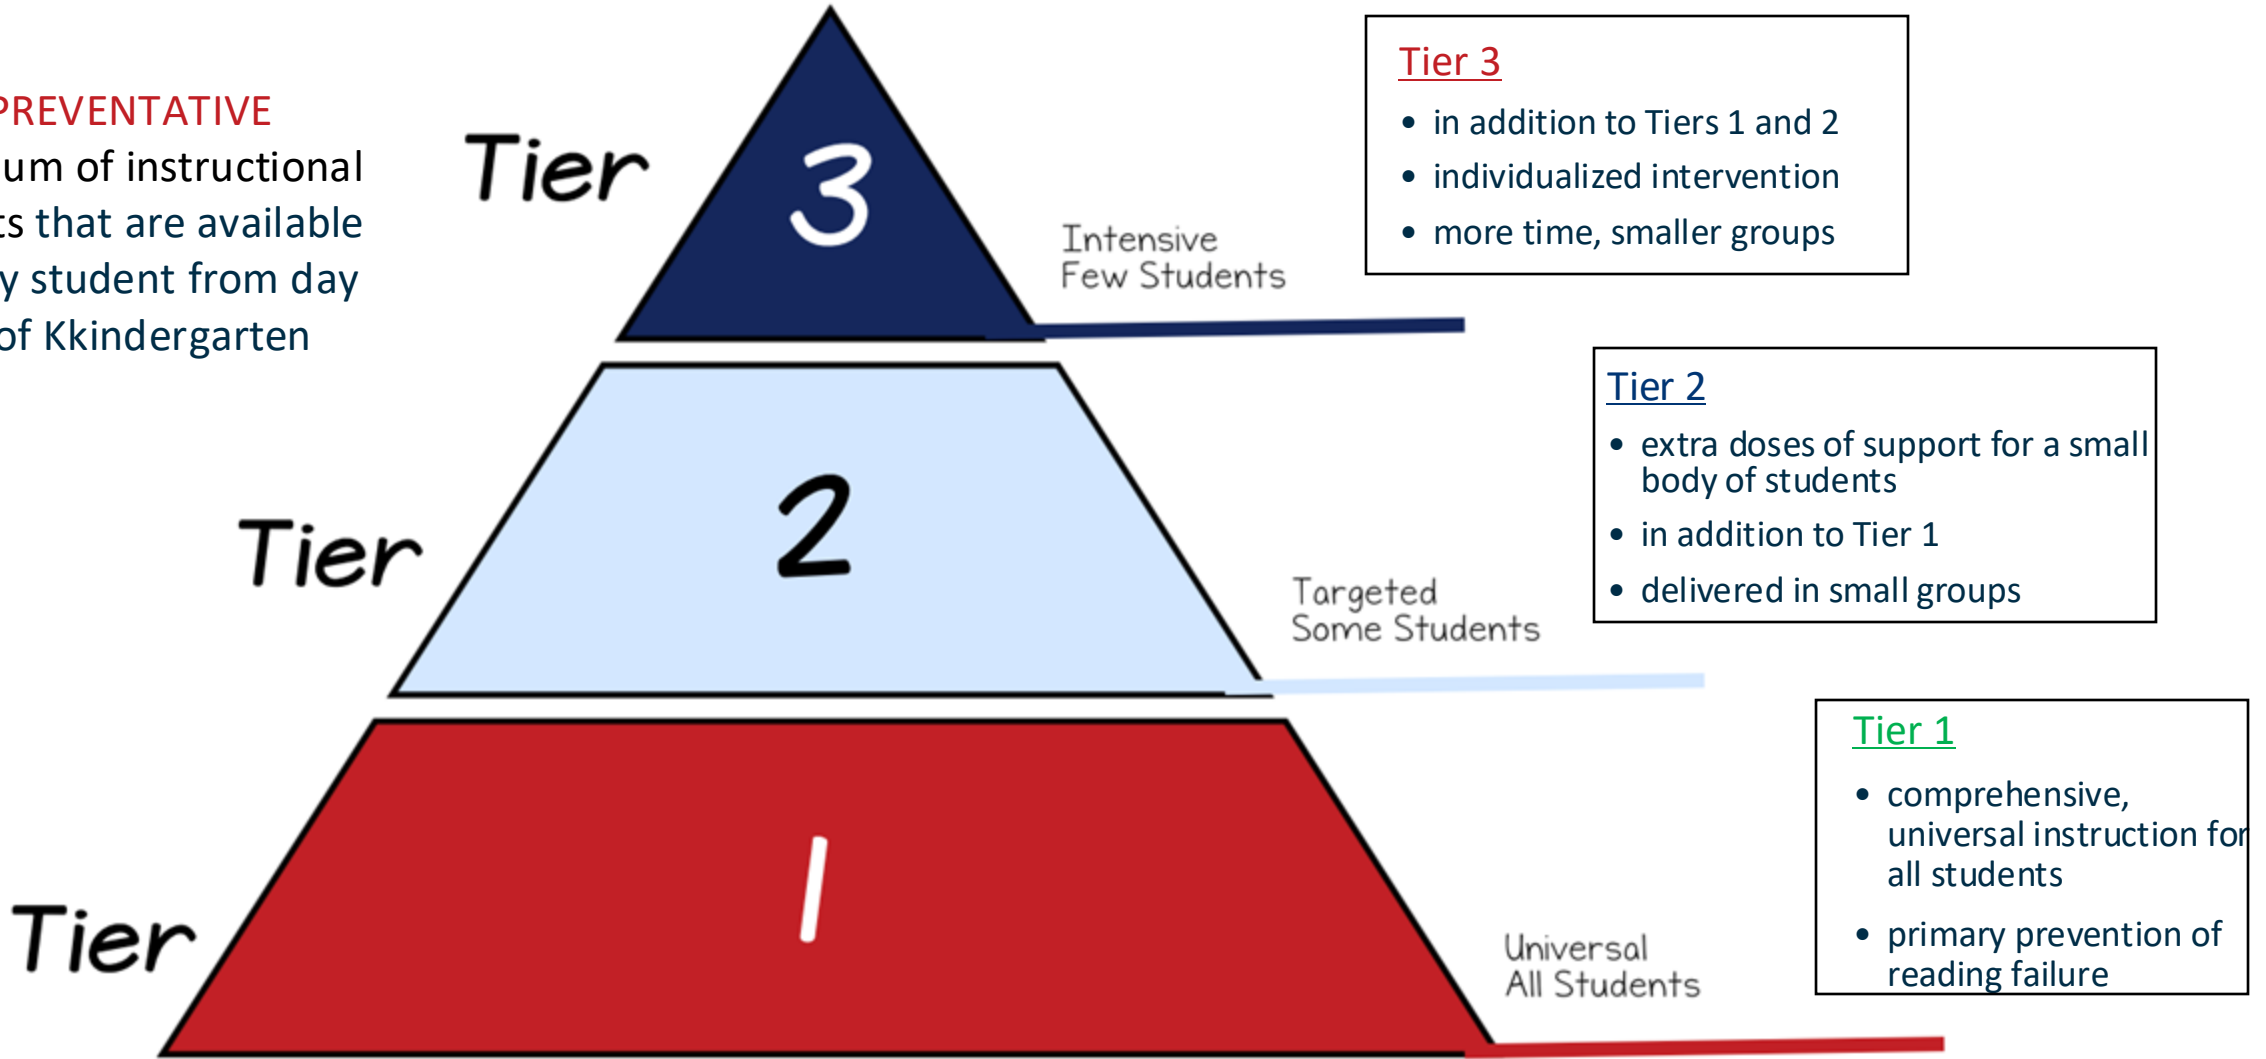 PREVENTATIVE
um of instructional
ts that are available
y student from day
of Kkindergarten
Tier
3
Intensive
Few Students
Tier 3
• in addition to Tiers 1 and 2
• individualized intervention
• more time, smaller groups
Tier
2
Targeted
Some Students
Tier 2
• extra doses of support for a small
body of students
• in addition to Tier 1
• delivered in small groups
Tier
1
Universal
All Students
Tier 1
• comprehensive,
universal instruction for
all students
• primary prevention of
reading failure